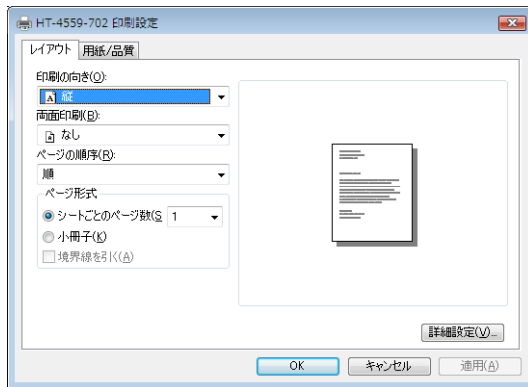 HT-4559-702 印刷設定
レイアウト 用紙/品質
印刷の向き(O):
縦
両面印刷(B):
なし
ページの順序(R):
順
ページ形式
シートごとのページ数(S 1
小冊子(K)
境界線を引く(A)
詳細設定(V)...
OK キャンセル 適用(A)